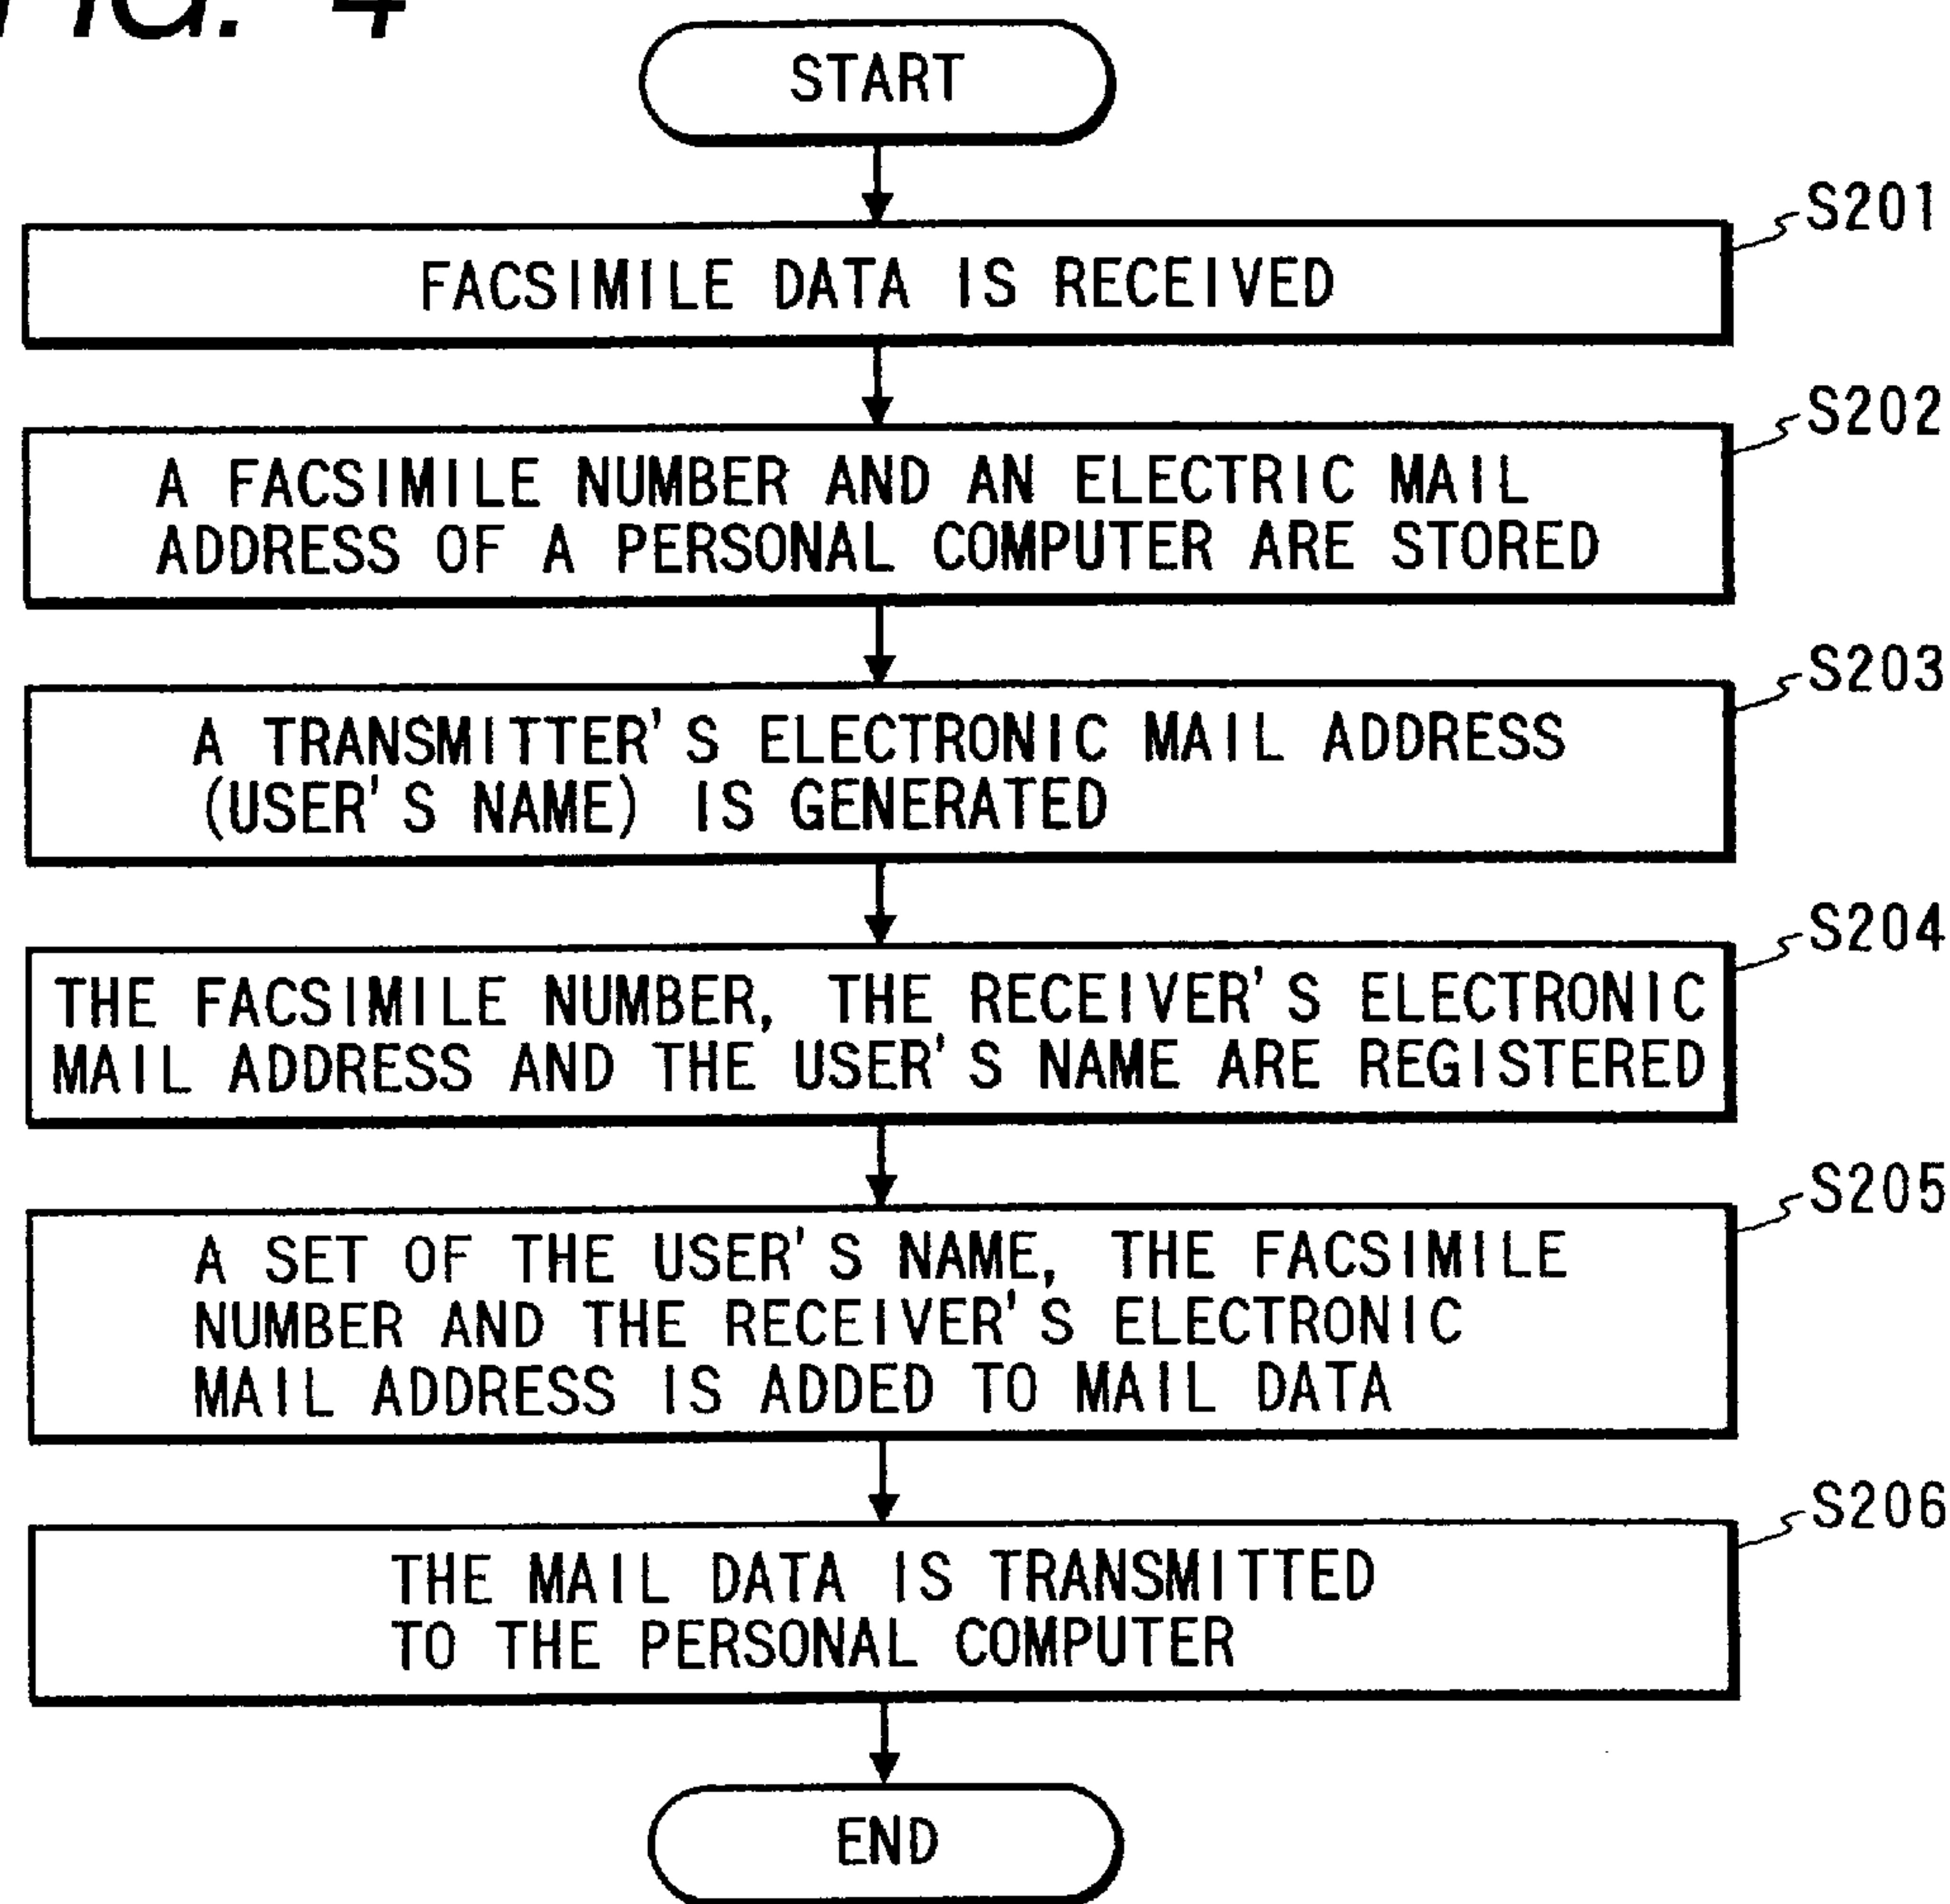 FIG. 4
START
S201
FACSIMILE DATA IS RECEIVED
S202
A FACSIMILE NUMBER AND AN ELECTRIC MAIL
ADDRESS OF A PERSONAL COMPUTER ARE STORED
S203
A TRANSMITTER'S ELECTRONIC MAIL ADDRESS
(USER'S NAME) IS GENERATED
S204
THE FACSIMILE NUMBER, THE RECEIVER'S ELECTRONIC
MAIL ADDRESS AND THE USER'S NAME ARE REGISTERED
S205
A SET OF THE USER'S NAME, THE FACSIMILE
NUMBER AND THE RECEIVER'S ELECTRONIC
MAIL ADDRESS IS ADDED TO MAIL DATA
S206
THE MAIL DATA IS TRANSMITTED
TO THE PERSONAL COMPUTER
END